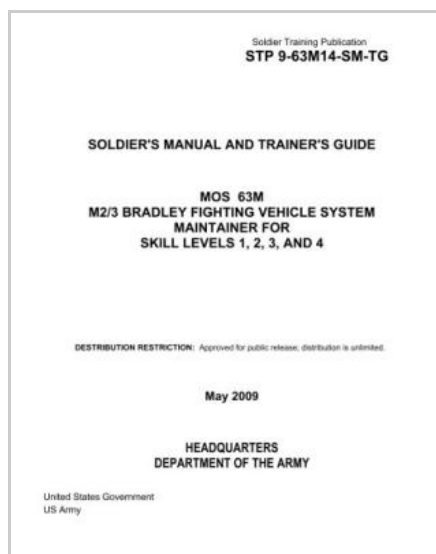 Soldier Training Publication
STP 9-63M14-SM-TG
SOLDIER'S MANUAL AND TRAINER'S GUIDE
MOS 63M
M2/3 BRADLEY FIGHTING VEHICLE SYSTEM
MAINTAINER FOR
SKILL LEVELS 1, 2, 3, AND 4
DESTRIBUTION RESTRICTION: Approved for public release; distribution is unlimited.
May 2009
HEADQUARTERS
DEPARTMENT OF THE ARMY
United States Government
US Army